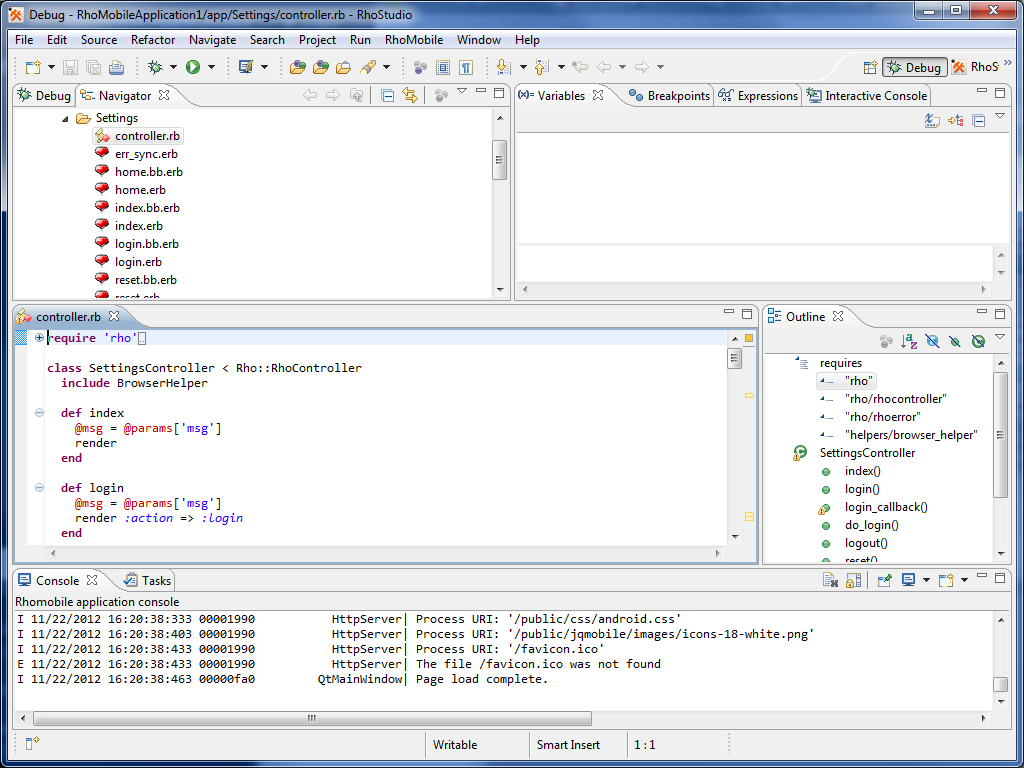 Debug - RhoMobileApplication1/app/Settings/controller.rb - RhoStudio
File Edit Source Refactor Navigate Search Project Run RhoMobile Window Help
Debug RhoS
Debug Navigator
Settings
controller.rb
err_sync.erb
home.bb.erb
home.erb
index.bb.erb
index.erb
login.bb.erb
login.erb
reset.bb.erb
reset.erb
(x)= Variables Breakpoints Expressions Interactive Console
controller.rb
require 'rho'
class SettingsController < Rho::RhoController
include BrowserHelper
def index
@msg = @params['msg']
render
end
def login
@msg = @params['msg']
render :action => :login
end
Outline
requires
"rho"
"rho/rhocontroller"
"rho/rhoerror"
"helpers/browser_helper"
SettingsController
index()
login()
login_callback()
do_login()
logout()
reset()
Console Tasks
Rhomobile application console
I 11/22/2012 16:20:38:333 00001990 HttpServer| Process URI: '/public/css/android.css'
I 11/22/2012 16:20:38:403 00001990 HttpServer| Process URI: '/public/jqmobile/images/icons-18-white.png'
I 11/22/2012 16:20:38:433 00001990 HttpServer| Process URI: '/favicon.ico'
E 11/22/2012 16:20:38:433 00001990 HttpServer| The file /favicon.ico was not found
I 11/22/2012 16:20:38:463 00000fa0 QtMainWindow| Page load complete.
Writable Smart Insert 1 : 1